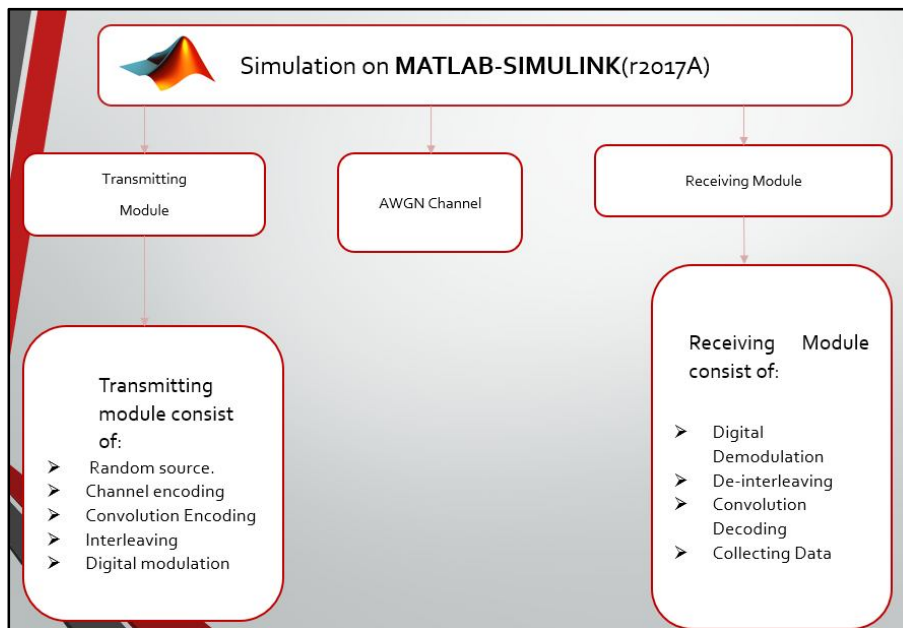 Simulation on MATLAB-SIMULINK(r2017A)
Transmitting
Module
AWGN Channel
Receiving Module
Transmitting
module consist
of:
➢ Random source.
➢ Channel encoding
➢ Convolution Encoding
➢ Interleaving
➢ Digital modulation
Receiving Module
consist of:
➢ Digital
Demodulation
➢ De-interleaving
➢ Convolution
Decoding
➢ Collecting Data